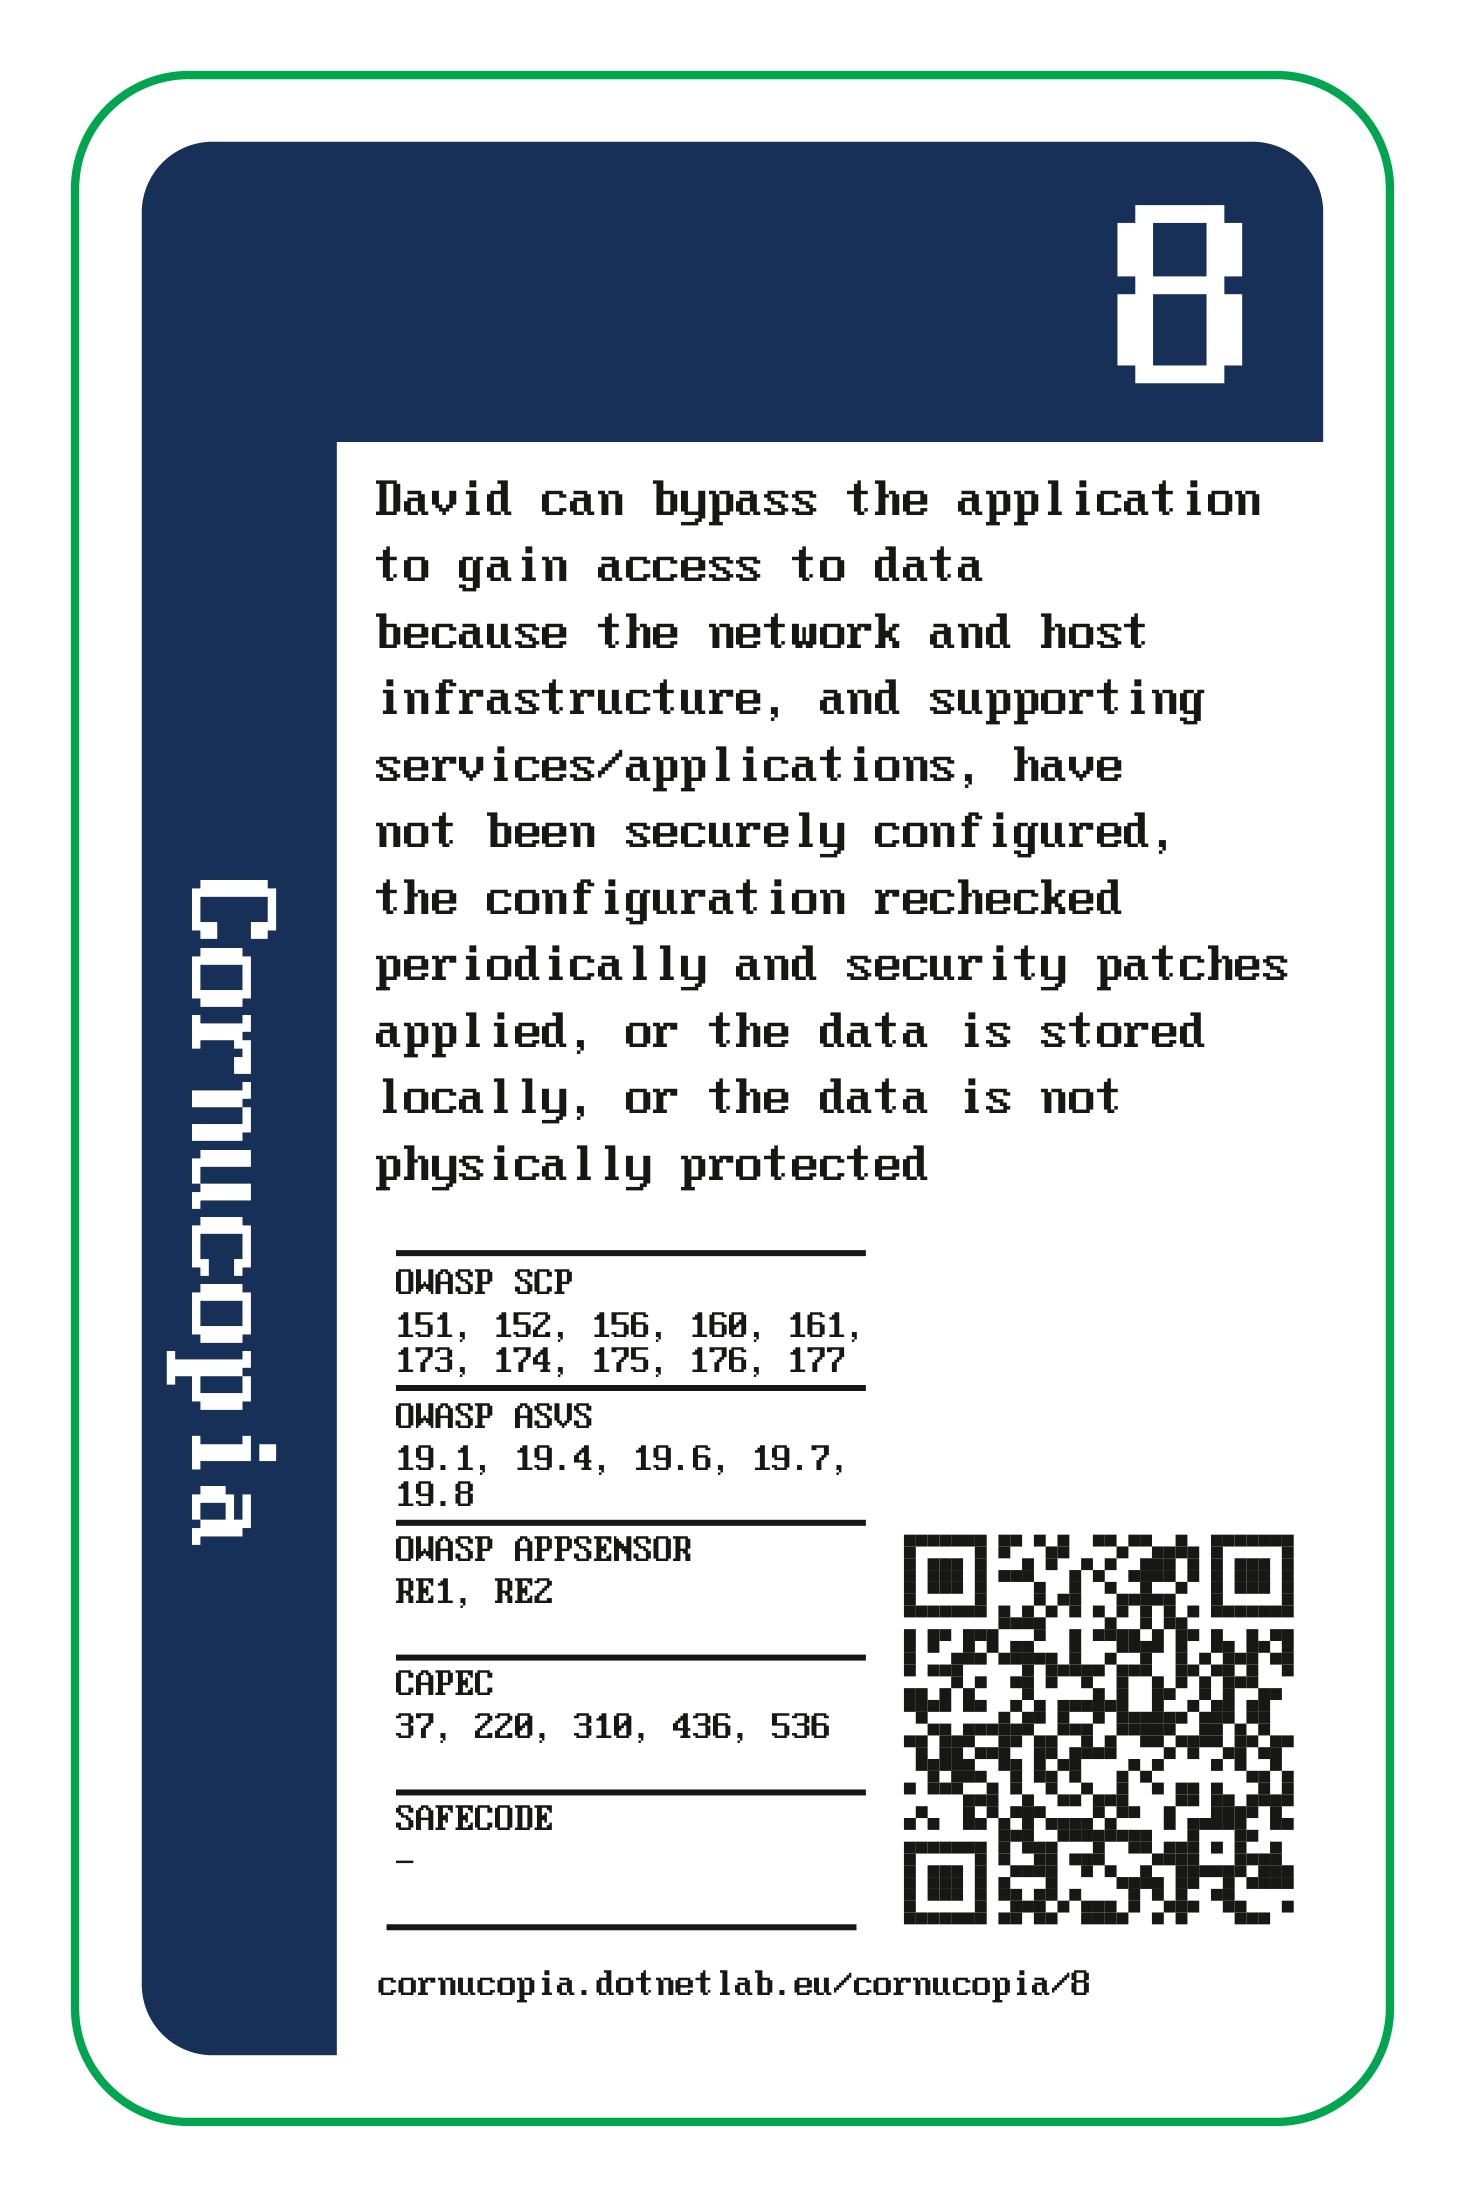 8
David can bypass the application
to gain access to data
because the network and host
infrastructure, and supporting
services/applications, have
not been securely configured,
the configuration rechecked
periodically and security patches
applied, or the data is stored
locally, or the data is not
physically protected
Cornucopia
OWASP SCP
151, 152, 156, 160, 161,
173, 174, 175, 176, 177
OWASP ASVS
19.1, 19.4, 19.6, 19.7,
19.8
OWASP APPSENSOR
RE1, RE2
CAPEC
37, 220, 310, 436, 536
SAFECODE
–
cornucopia.dotnetlab.eu/cornucopia/8